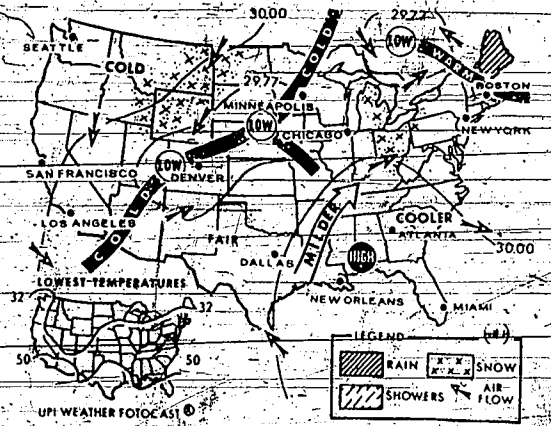 30.00
29.77
SEATTLE
COLD
COLD
LOW
WARM
BOSTON
29.77
MINNEAPOLIS
LOW
CHICAGO
NEW YORK
SAN FRANCISCO
LOW
DENVER
COLD
LOS ANGELES
FAIR
MILDER
COOLER
ATLANTA
30.00
DALLAS
HIGH
LOWEST TEMPERATURES
NEW ORLEANS
MIAMI
32
32
50
50
LEGEND
RAIN
SNOW
SHOWERS
AIR FLOW
UPI WEATHER FOTOCAST ®